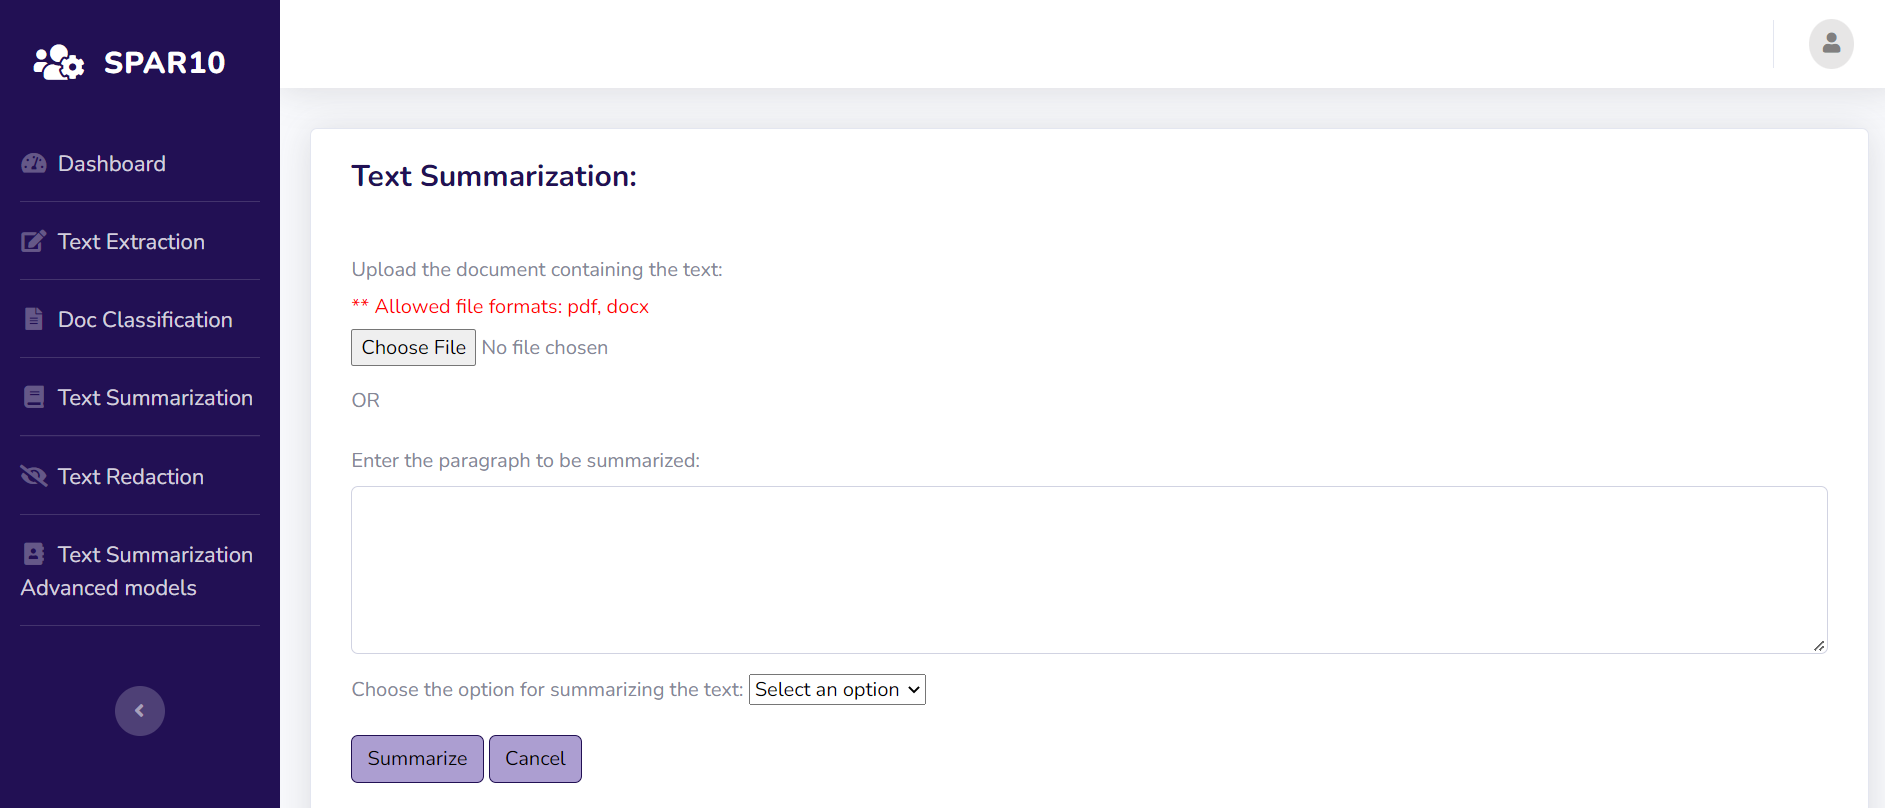 SPAR10
Dashboard
Text Extraction
Doc Classification
Text Summarization
Text Redaction
Text Summarization
Advanced models
Text Summarization:
Upload the document containing the text:
** Allowed file formats: pdf, docx
Choose File No file chosen
OR
Enter the paragraph to be summarized:
Choose the option for summarizing the text: Select an option
Summarize Cancel